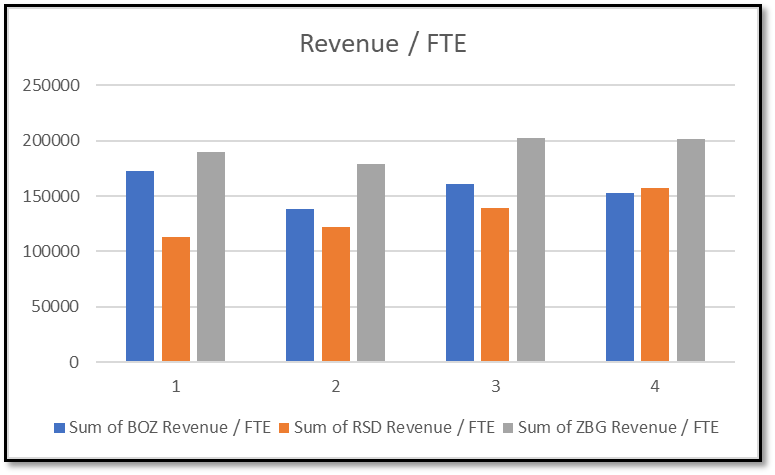 Revenue / FTE
250000
200000
150000
100000
50000
0
1 2 3 4
Sum of BOZ Revenue / FTE Sum of RSD Revenue / FTE Sum of ZBG Revenue / FTE